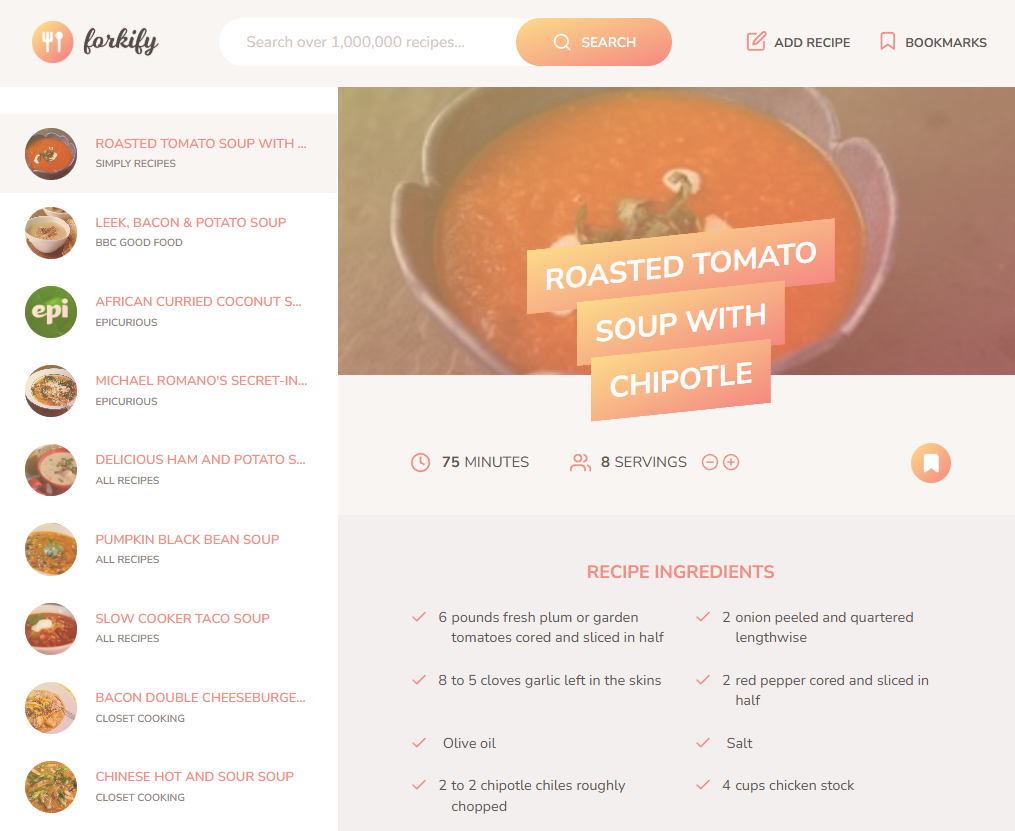 forkify
Search over 1,000,000 recipes...
SEARCH
ADD RECIPE
BOOKMARKS
ROASTED TOMATO SOUP WITH ...
SIMPLY RECIPES
LEEK, BACON & POTATO SOUP
BBC GOOD FOOD
epi
AFRICAN CURRIED COCONUT S...
EPICURIOUS
MICHAEL ROMANO'S SECRET-IN...
EPICURIOUS
DELICIOUS HAM AND POTATO S...
ALL RECIPES
PUMPKIN BLACK BEAN SOUP
ALL RECIPES
SLOW COOKER TACO SOUP
ALL RECIPES
BACON DOUBLE CHEESEBURGE...
CLOSET COOKING
CHINESE HOT AND SOUR SOUP
CLOSET COOKING
ROASTED TOMATO
SOUP WITH
CHIPOTLE
75 MINUTES
8 SERVINGS
RECIPE INGREDIENTS
6 pounds fresh plum or garden
tomatoes cored and sliced in half
2 onion peeled and quartered
lengthwise
8 to 5 cloves garlic left in the skins
2 red pepper cored and sliced in
half
Olive oil
Salt
2 to 2 chipotle chiles roughly
chopped
4 cups chicken stock